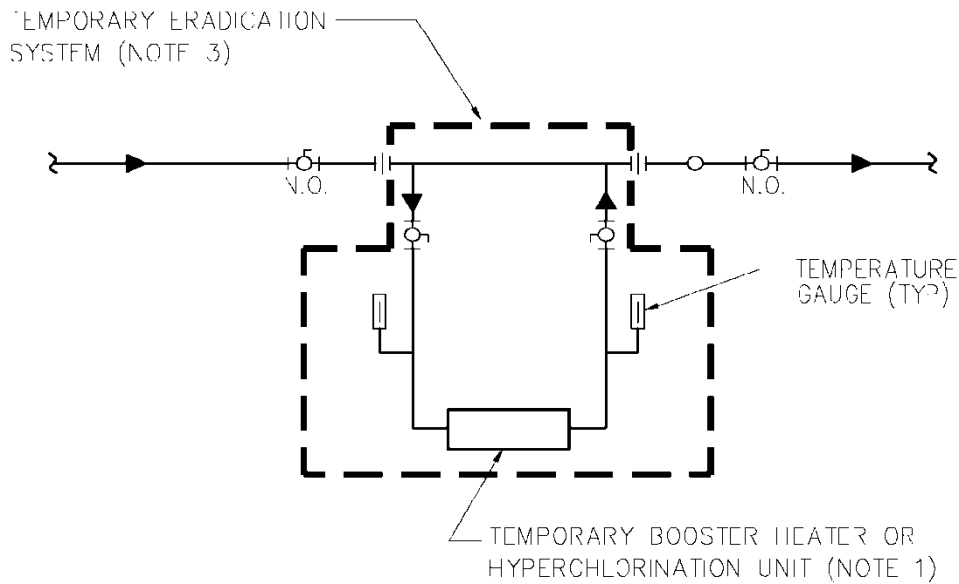 TEMPORARY ERADICATION
SYSTEM (NOTE 3)
N.O.
N.O.
TEMPERATURE
GAUGE (TYP)
TEMPORARY BOOSTER HEATER OR
HYPERCHLORINATION UNIT (NOTE 1)